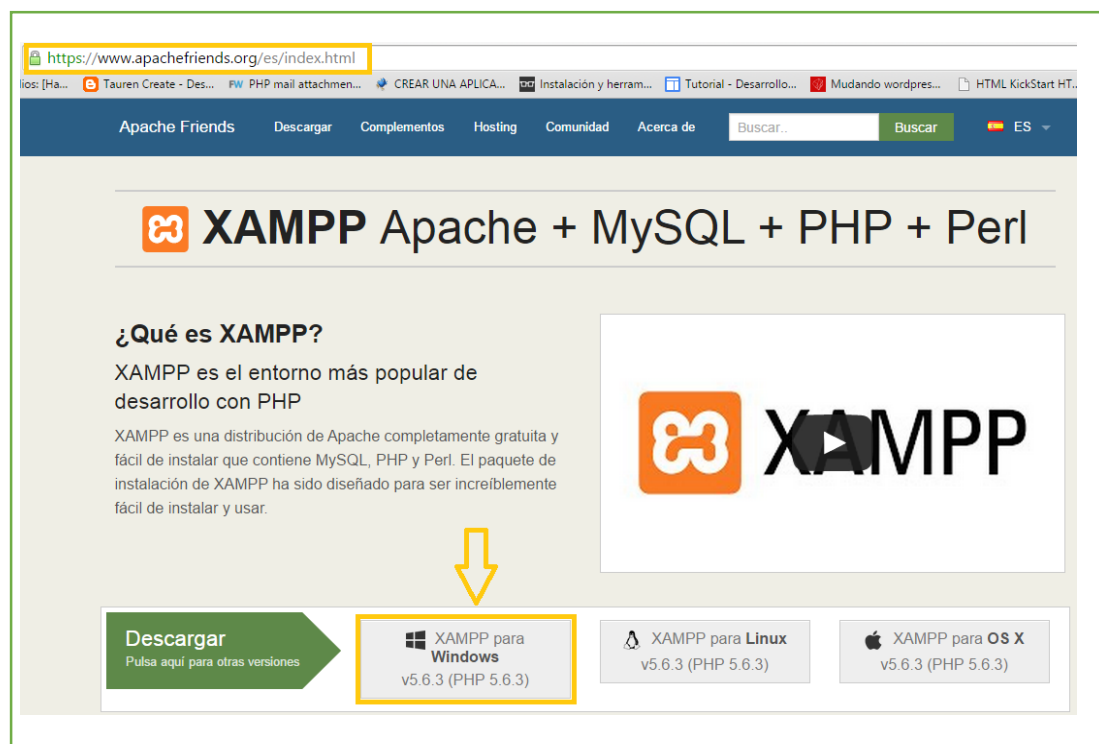 https://www.apachefriends.org/es/index.html
ios: [Ha... Tauren Create - Des... FW PHP mail attachmen... CREAR UNA APLICA... Instalación y herram... Tutorial - Desarrollo... Mudando wordpres... HTML KickStart HT...
Apache Friends Descargar Complementos Hosting Comunidad Acerca de Buscar.. Buscar ES
XAMPP Apache + MySQL + PHP + Perl
¿Qué es XAMPP?
XAMPP es el entorno más popular de
desarrollo con PHP
XAMPP es una distribución de Apache completamente gratuita y
fácil de instalar que contiene MySQL, PHP y Perl. El paquete de
instalación de XAMPP ha sido diseñado para ser increíblemente
fácil de instalar y usar.
XAMPP
Descargar
Pulsa aquí para otras versiones
XAMPP para
Windows
v5.6.3 (PHP 5.6.3)
XAMPP para Linux
v5.6.3 (PHP 5.6.3)
XAMPP para OS X
v5.6.3 (PHP 5.6.3)